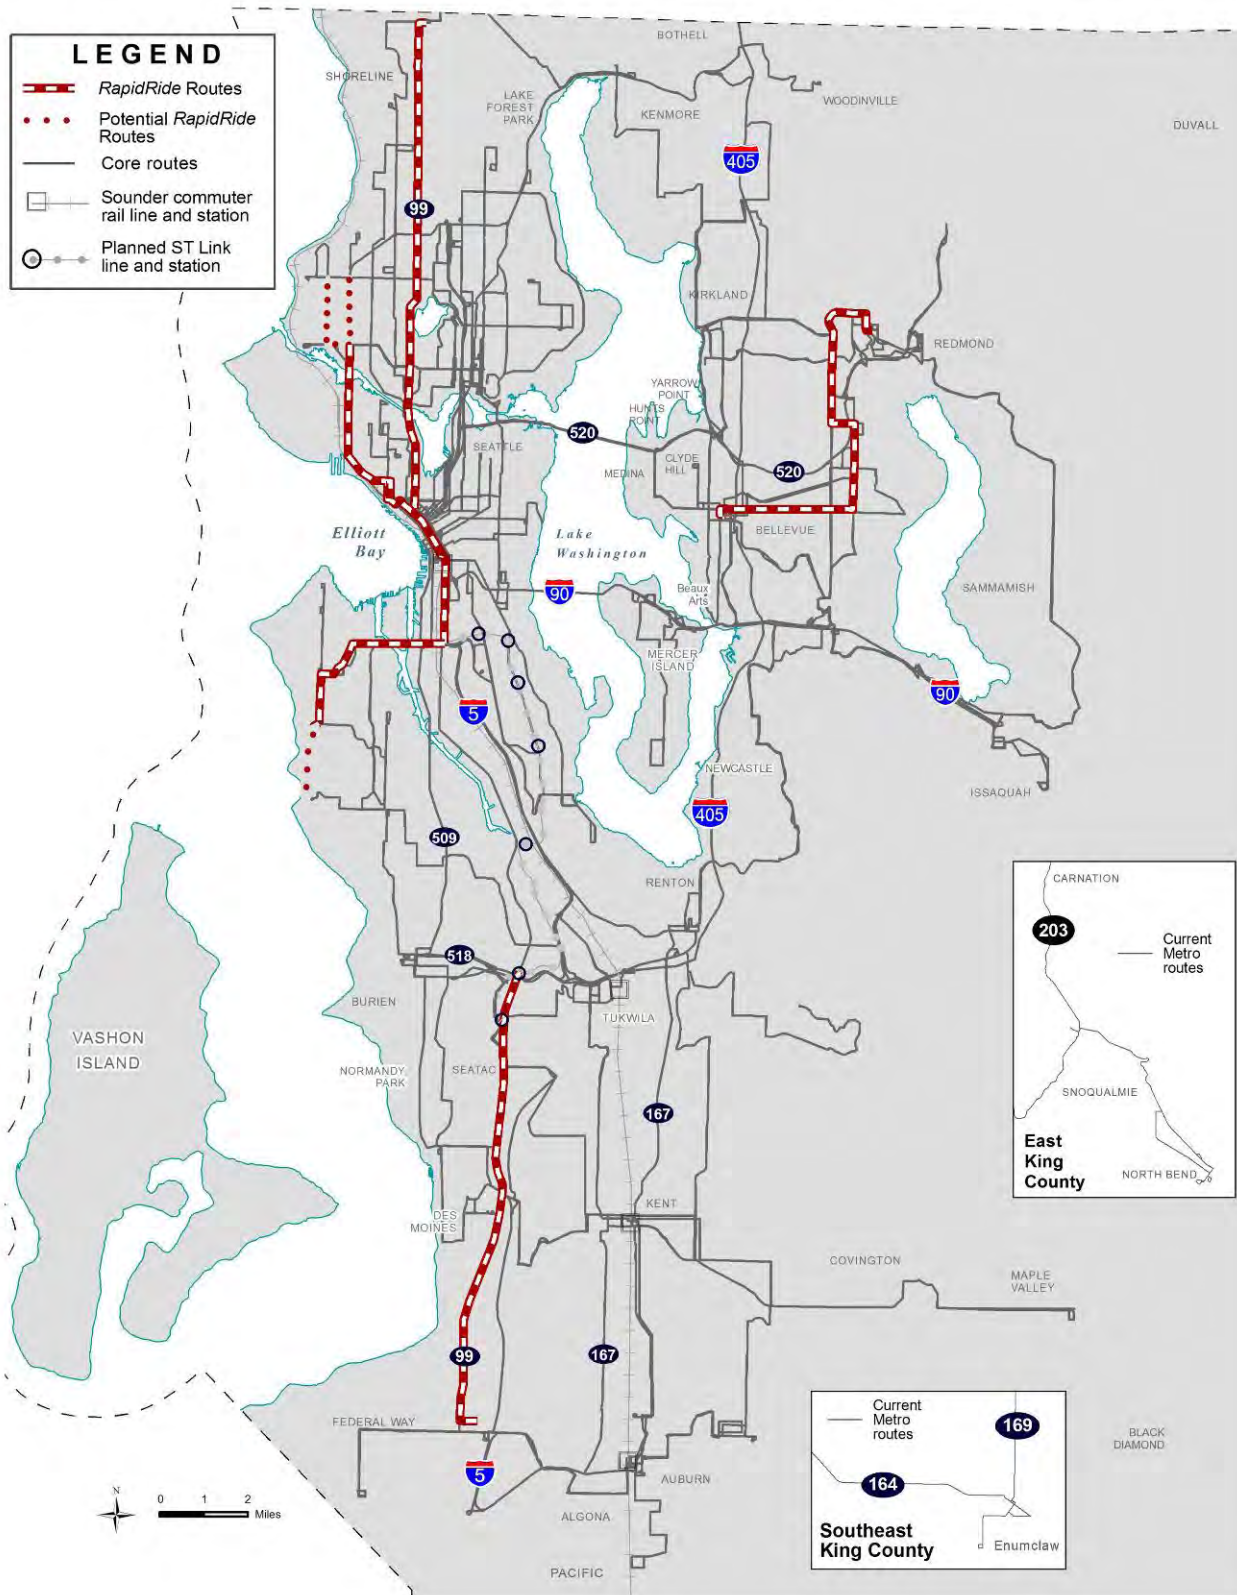 LEGEND
RapidRide Routes
Potential RapidRide
Routes
Core routes
Sounder commuter
rail line and station
Planned ST Link
line and station
BOTHELL
SHORELINE
LAKE
FOREST
PARK
KENMORE
WOODINVILLE
DUVALL
405
99
KIRKLAND
REDMOND
YARROW
POINT
HUNTS
POINT
520
SEATTLE
CLYDE
HILL
MEDINA
520
Elliott
Bay
Lake
Washington
BELLEVUE
90
Beaux
Arts
SAMMAMISH
MERCER
ISLAND
90
5
NEWCASTLE
ISSAQUAH
405
509
RENTON
CARNATION
203
Current
Metro
routes
SNOQUALMIE
East
King
County
NORTH BEND
518
BURIEN
TUKWILA
VASHON
ISLAND
NORMANDY
PARK
SEATAC
167
KENT
DES
MOINES
COVINGTON
MAPLE
VALLEY
99
167
FEDERAL WAY
Current
Metro
routes
169
BLACK
DIAMOND
5
AUBURN
164
N
0 1 2
Miles
ALGONA
Southeast
King County
Enumclaw
PACIFIC